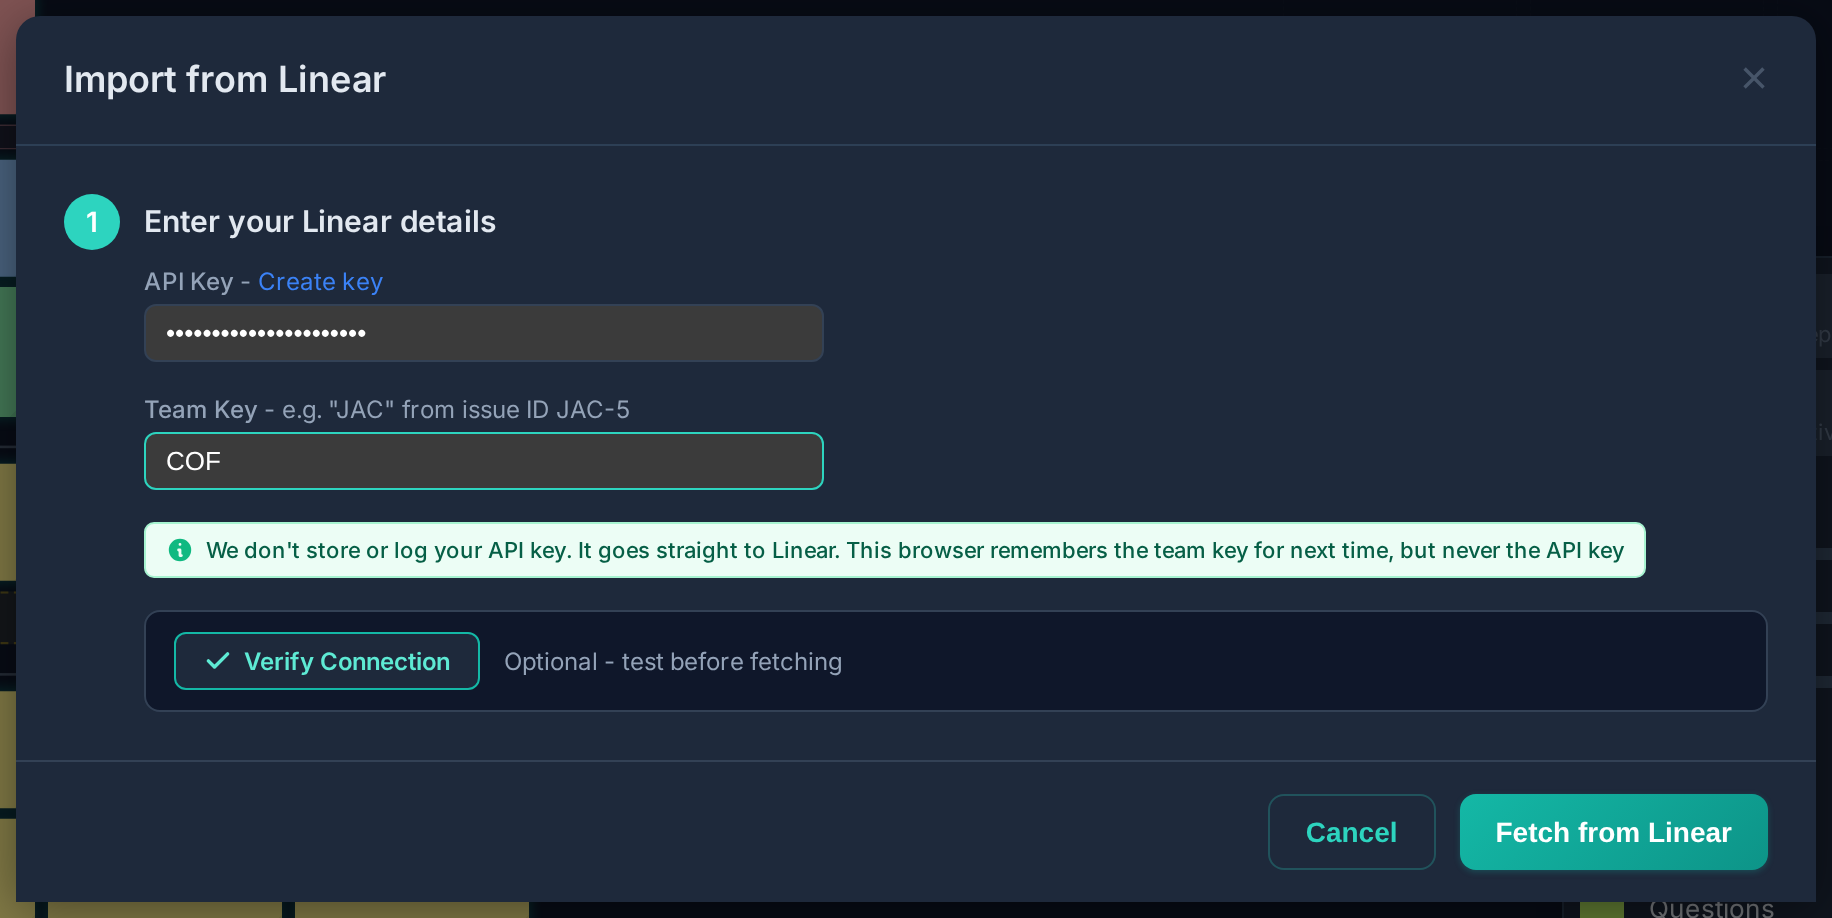 Import from Linear
1 Enter your Linear details
API Key - Create key
••••••••••••••••••••••
Team Key - e.g. "JAC" from issue ID JAC-5
COF
We don't store or log your API key. It goes straight to Linear. This browser remembers the team key for next time, but never the API key
Verify Connection Optional - test before fetching
Cancel Fetch from Linear
Questions